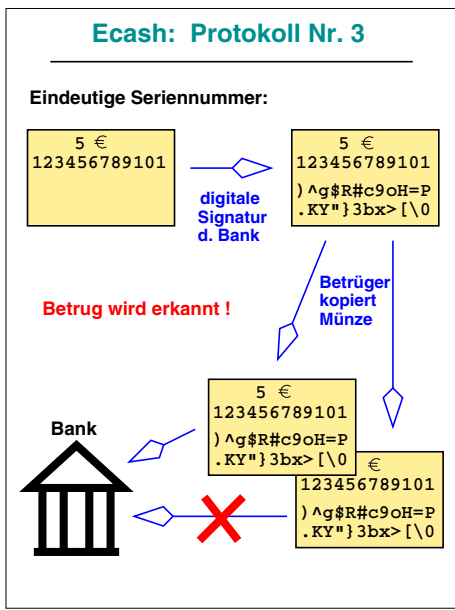 Ecash: Protokoll Nr. 3
Eindeutige Seriennummer:
5 €
123456789101
digitale
Signatur
d. Bank
5 €
123456789101
)^g$R#c9oH=P
.KY"}3bx>[\0
Betrüger
kopiert
Münze
Betrug wird erkannt !
5 €
123456789101
)^g$R#c9oH=P
.KY"}3bx>[\0
€
123456789101
)^g$R#c9oH=P
.KY"}3bx>[\0
Bank